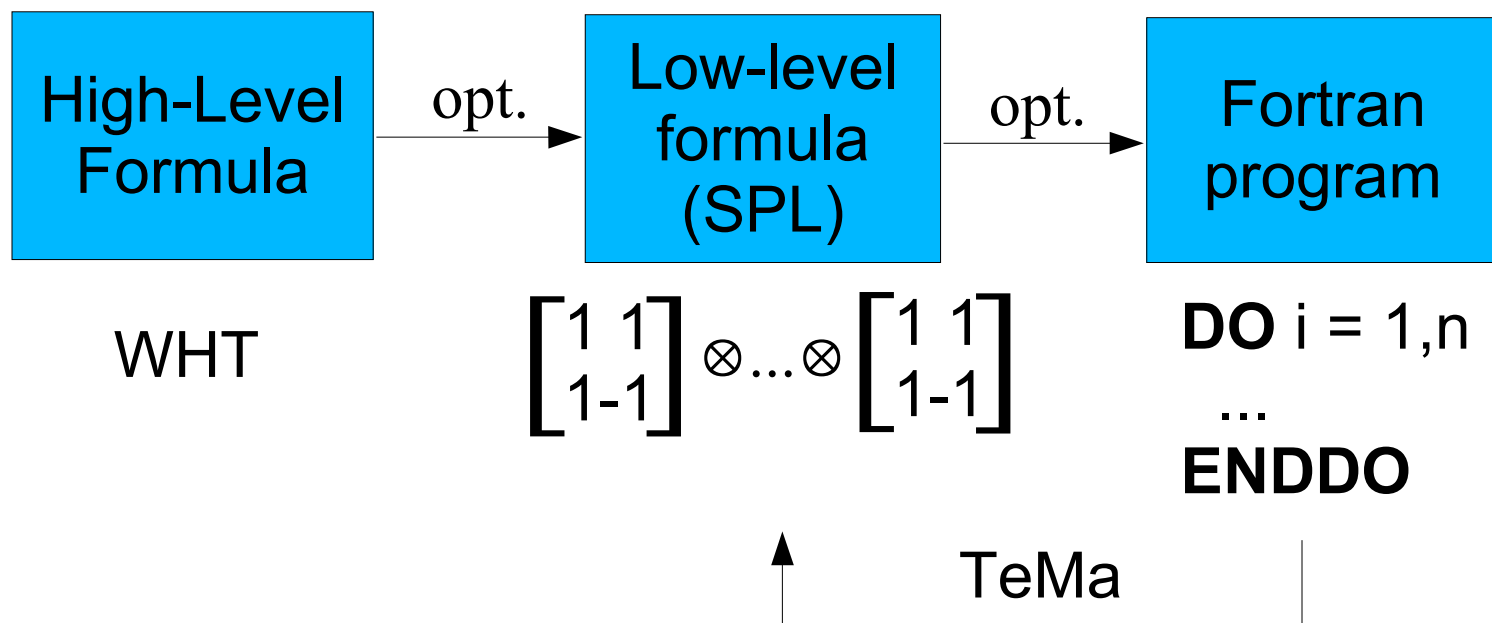 High-Level
Formula
opt.
Low-level
formula
(SPL)
opt.
Fortran
program
WHT
[1 1
1-1]
⊗...⊗
[1 1
1-1]
DO i = 1,n
...
ENDDO
TeMa